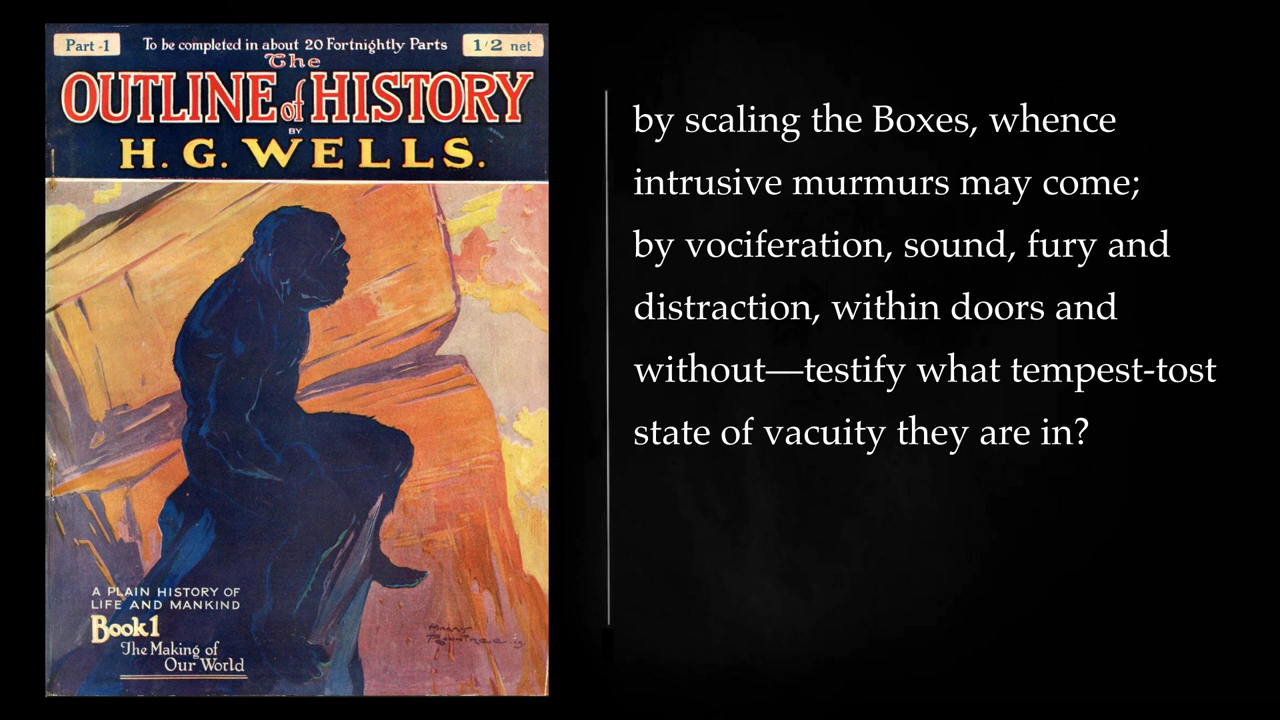 Part -1
To be completed in about 20 Fortnightly Parts
1/2 net
The
OUTLINE of HISTORY
BY
H. G. WELLS.
A PLAIN HISTORY OF
LIFE AND MANKIND
Book 1
The Making of
Our World
by scaling the Boxes, whence
intrusive murmurs may come;
by vociferation, sound, fury and
distraction, within doors and
without—testify what tempest-tost
state of vacuity they are in?